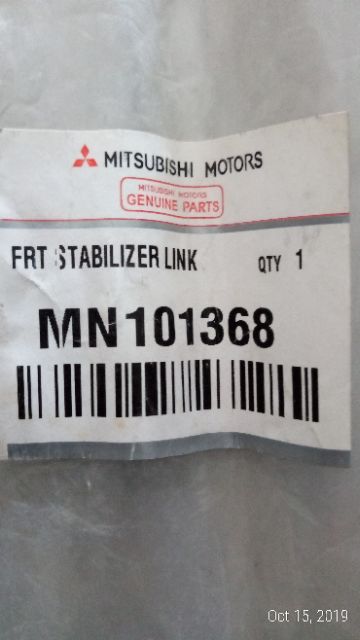 MITSUBISHI MOTORS
MITSUBISHI MOTORS
GENUINE PARTS
FRT STABILIZER LINK QTY 1
MN101368
Oct 15, 2019